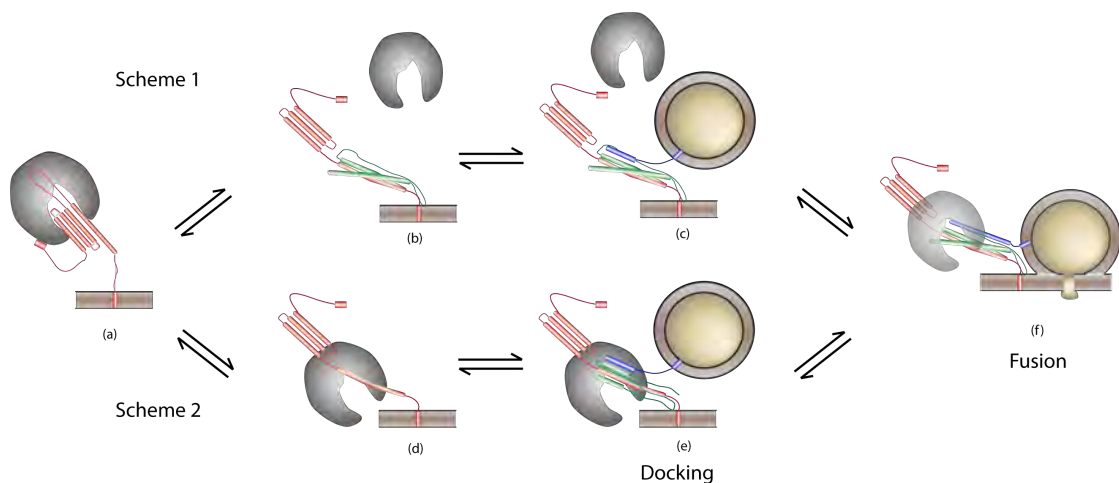 Scheme 1
(a)
(b)
(c)
(d)
(e)
(f)
Scheme 2
Docking
Fusion